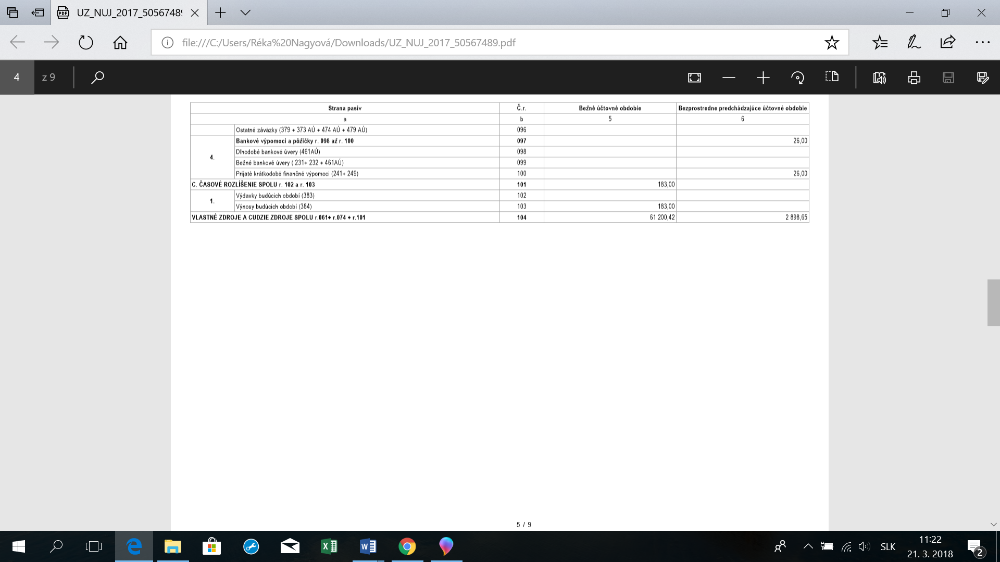 UZ_NUJ_2017_5056748
file:///C:/Users/Réka%20Nagyová/Downloads/UZ_NUJ_2017_50567489.pdf
4 z 9
Strana pasív Č.r. Bežné účtovné obdobie Bezprostredne predchádzajúce účtovné obdobie
a b 5 6
Ostatné záväzky (379 + 373 AÚ + 474 AÚ + 479 AÚ) 096
4.
Bankové výpomoci a pôžičky r. 098 až r. 100 097 26,00
Dlhodobé bankové úvery (461AÚ) 098
Bežné bankové úvery ( 231+ 232 + 461AÚ) 099
Prijaté krátkodobé finančné výpomoci (241+ 249) 100 26,00
C. ČASOVÉ ROZLÍŠENIE SPOLU r. 102 a r. 103 101 183,00
1.
Výdavky budúcich období (383) 102
Výnosy budúcich období (384) 103 183,00
VLASTNÉ ZDROJE A CUDZIE ZDROJE SPOLU r.061+ r.074 + r.101 104 61 200,42 2 898,65
5 / 9
SLK
11:22
21. 3. 2018
2